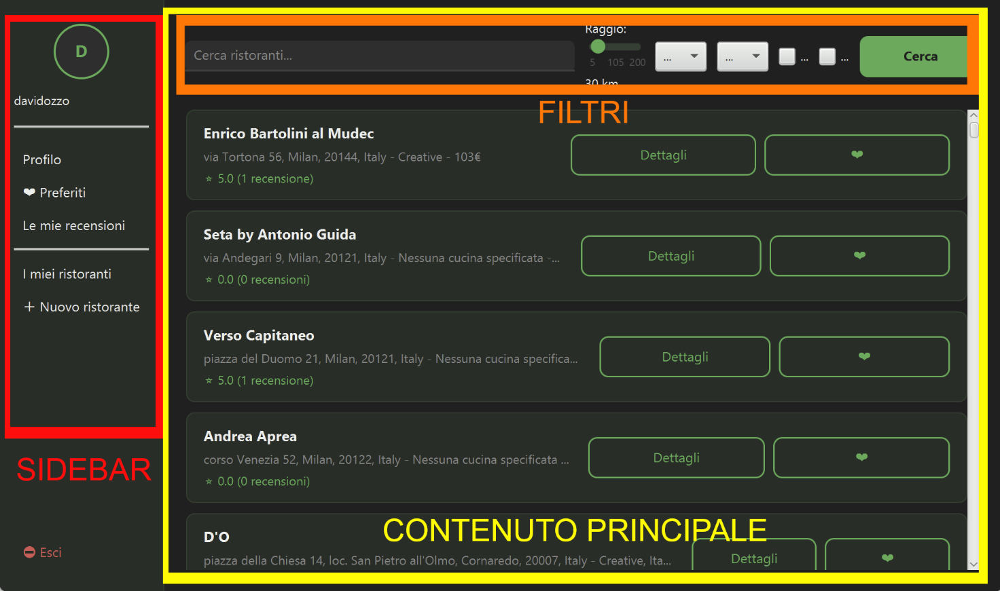 D
davidozzo
Profilo
❤ Preferiti
Le mie recensioni
I miei ristoranti
+ Nuovo ristorante
SIDEBAR
Esci
Cerca ristoranti...
Raggio:
5 105 200
30 km
...
...
...
...
Cerca
FILTRI
Enrico Bartolini al Mudec
via Tortona 56, Milan, 20144, Italy - Creative - 103€
⭐ 5.0 (1 recensione)
Dettagli
❤
Seta by Antonio Guida
via Andegari 9, Milan, 20121, Italy - Nessuna cucina specificata -...
⭐ 0.0 (0 recensioni)
Dettagli
❤
Verso Capitaneo
piazza del Duomo 21, Milan, 20121, Italy - Nessuna cucina specifica...
⭐ 5.0 (1 recensione)
Dettagli
❤
Andrea Aprea
corso Venezia 52, Milan, 20122, Italy - Nessuna cucina specificata ...
⭐ 0.0 (0 recensioni)
Dettagli
❤
CONTENUTO PRINCIPALE
D'O
piazza della Chiesa 14, loc. San Pietro all'Olmo, Cornaredo, 20007, Italy - Creative, Ita...
Dettagli
❤